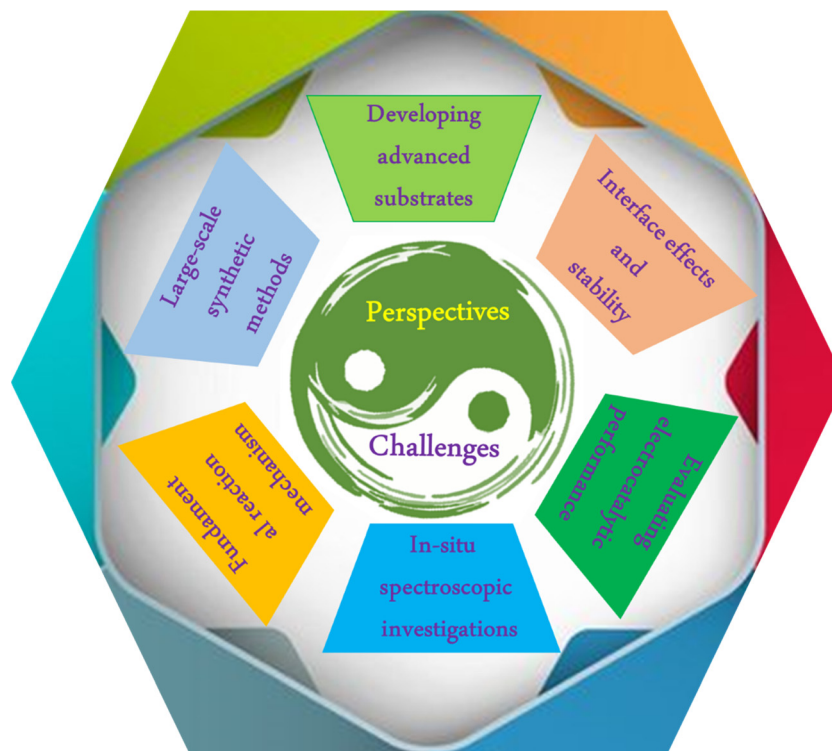 Developing
advanced
substrates
Interface effects
and
stability
Evaluating
electrocatalytic
performance
In-situ
spectroscopic
investigations
Fundament
al reaction
mechanism
Large-scale
synthetic
methods
Perspectives
Challenges